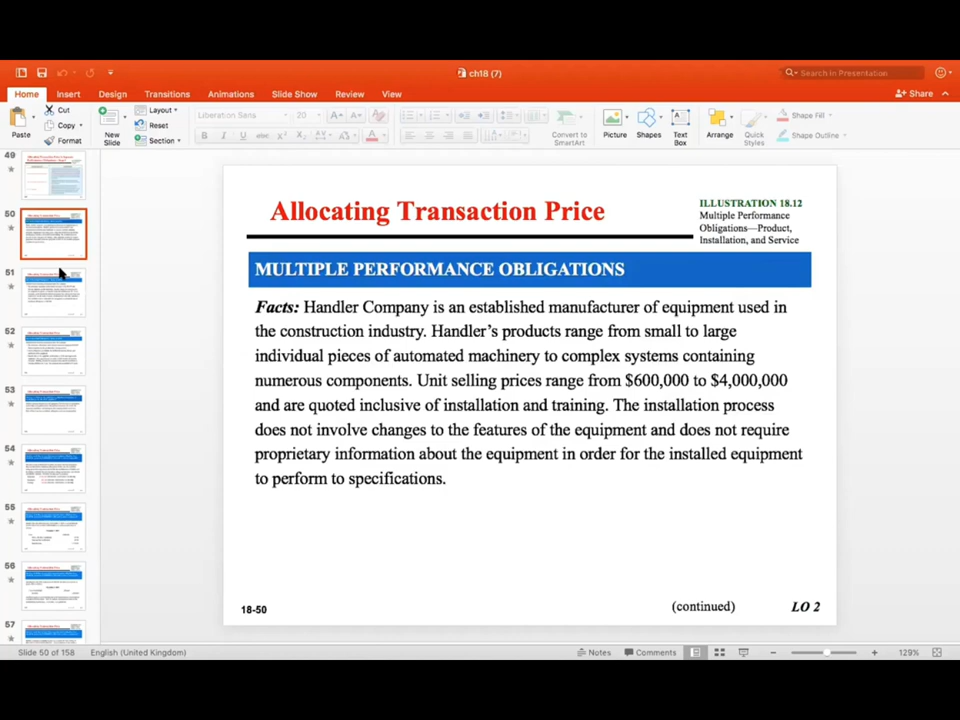 ch18 (7)
Search in Presentation
Home Insert Design Transitions Animations Slide Show Review View
Share
Paste
Cut
Copy
Format
New Slide
Layout
Reset
Section
Liberation Sans 20
B I U abc X² X₂
A
Convert to SmartArt
Picture
Shapes
Text Box
Arrange
Quick Styles
Shape Fill
Shape Outline
49
50
51
52
53
54
55
56
57
Allocating Transaction Price
ILLUSTRATION 18.12
Multiple Performance
Obligations—Product,
Installation, and Service
MULTIPLE PERFORMANCE OBLIGATIONS
Facts: Handler Company is an established manufacturer of equipment used in
the construction industry. Handler's products range from small to large
individual pieces of automated machinery to complex systems containing
numerous components. Unit selling prices range from $600,000 to $4,000,000
and are quoted inclusive of installation and training. The installation process
does not involve changes to the features of the equipment and does not require
proprietary information about the equipment in order for the installed equipment
to perform to specifications.
18-50
(continued)
LO 2
Slide 50 of 158 English (United Kingdom)
Notes Comments 129%